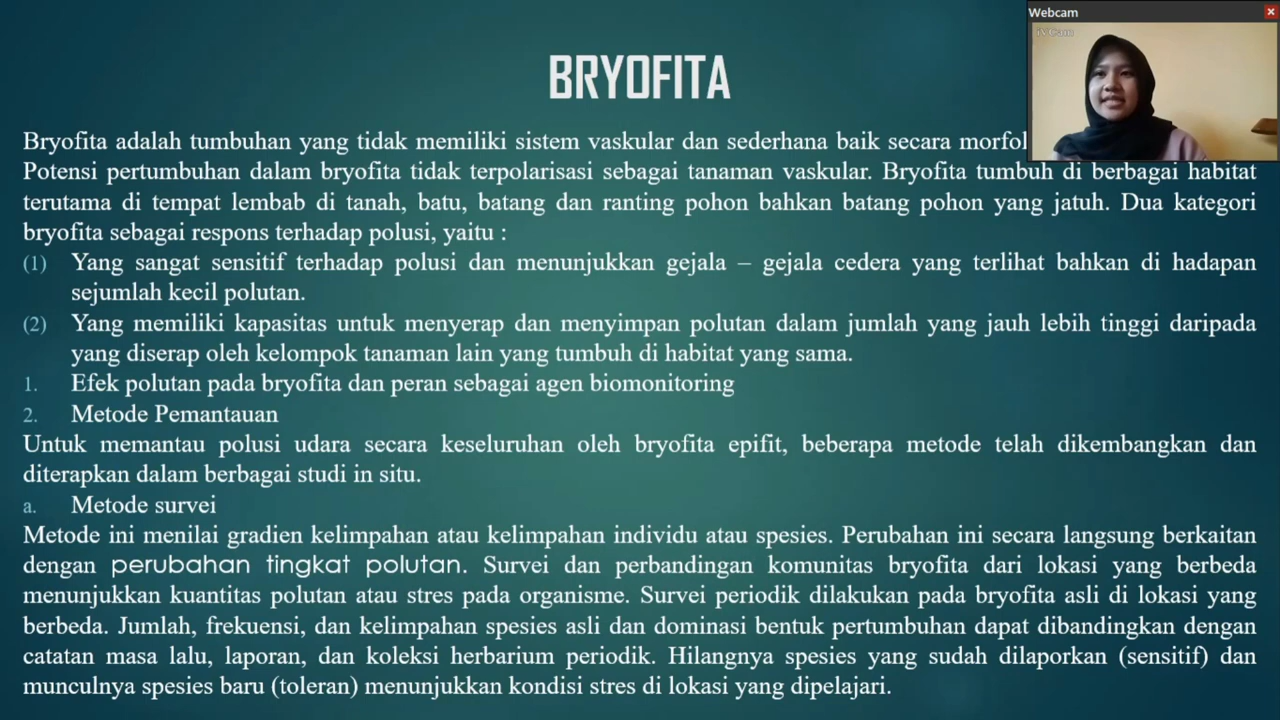 Webcam
iVCam
BRYOFITA
Bryofita adalah tumbuhan yang tidak memiliki sistem vaskular dan sederhana baik secara morfol
Potensi pertumbuhan dalam bryofita tidak terpolarisasi sebagai tanaman vaskular. Bryofita tumbuh di berbagai habitat
terutama di tempat lembab di tanah, batu, batang dan ranting pohon bahkan batang pohon yang jatuh. Dua kategori
bryofita sebagai respons terhadap polusi, yaitu :
(1) Yang sangat sensitif terhadap polusi dan menunjukkan gejala – gejala cedera yang terlihat bahkan di hadapan
sejumlah kecil polutan.
(2) Yang memiliki kapasitas untuk menyerap dan menyimpan polutan dalam jumlah yang jauh lebih tinggi daripada
yang diserap oleh kelompok tanaman lain yang tumbuh di habitat yang sama.
1. Efek polutan pada bryofita dan peran sebagai agen biomonitoring
2. Metode Pemantauan
Untuk memantau polusi udara secara keseluruhan oleh bryofita epifit, beberapa metode telah dikembangkan dan
diterapkan dalam berbagai studi in situ.
a. Metode survei
Metode ini menilai gradien kelimpahan atau kelimpahan individu atau spesies. Perubahan ini secara langsung berkaitan
dengan perubahan tingkat polutan. Survei dan perbandingan komunitas bryofita dari lokasi yang berbeda
menunjukkan kuantitas polutan atau stres pada organisme. Survei periodik dilakukan pada bryofita asli di lokasi yang
berbeda. Jumlah, frekuensi, dan kelimpahan spesies asli dan dominasi bentuk pertumbuhan dapat dibandingkan dengan
catatan masa lalu, laporan, dan koleksi herbarium periodik. Hilangnya spesies yang sudah dilaporkan (sensitif) dan
munculnya spesies baru (toleran) menunjukkan kondisi stres di lokasi yang dipelajari.